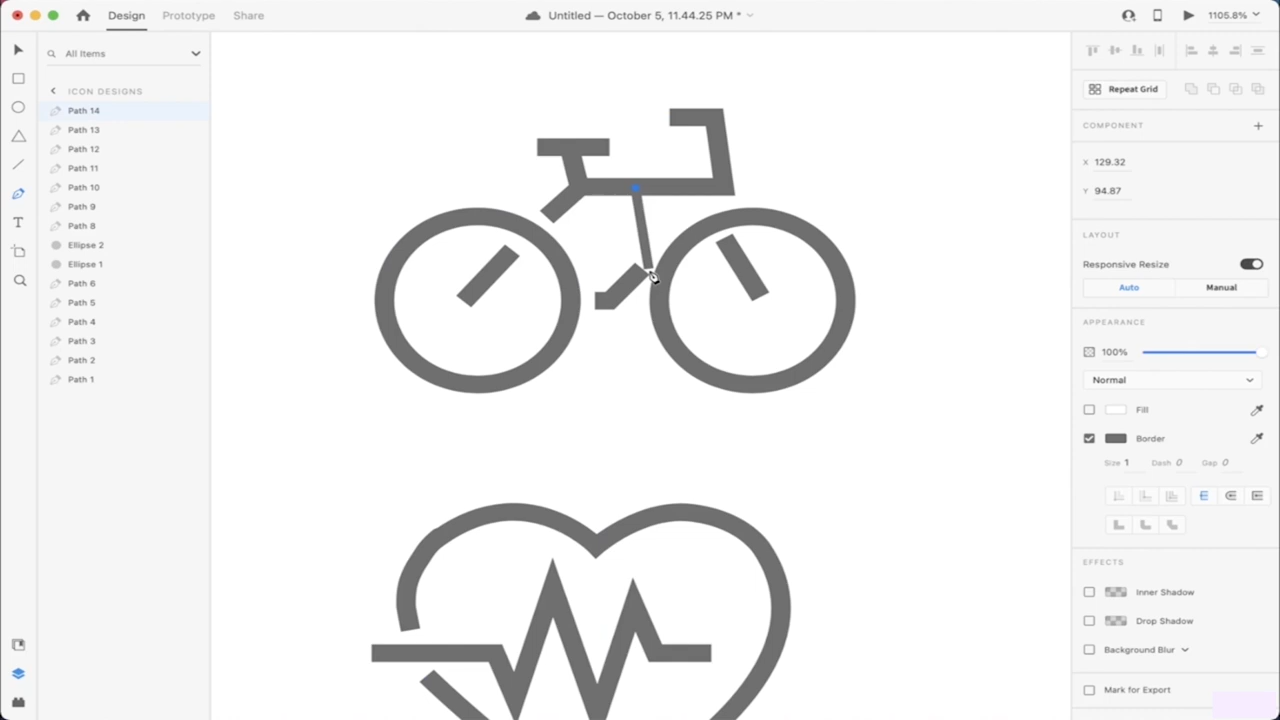 Design Prototype Share Untitled — October 5, 11.44.25 PM * 1105.8%
All Items
ICON DESIGNS
Path 14
Path 13
Path 12
Path 11
Path 10
Path 9
Path 8
Ellipse 2
Ellipse 1
Path 6
Path 5
Path 4
Path 3
Path 2
Path 1
T
Repeat Grid
COMPONENT +
X 129.32
Y 94.87
LAYOUT
Responsive Resize
Auto Manual
APPEARANCE
100%
Normal
Fill
Border
Size 1 Dash 0 Gap 0
EFFECTS
Inner Shadow
Drop Shadow
Background Blur
Mark for Export